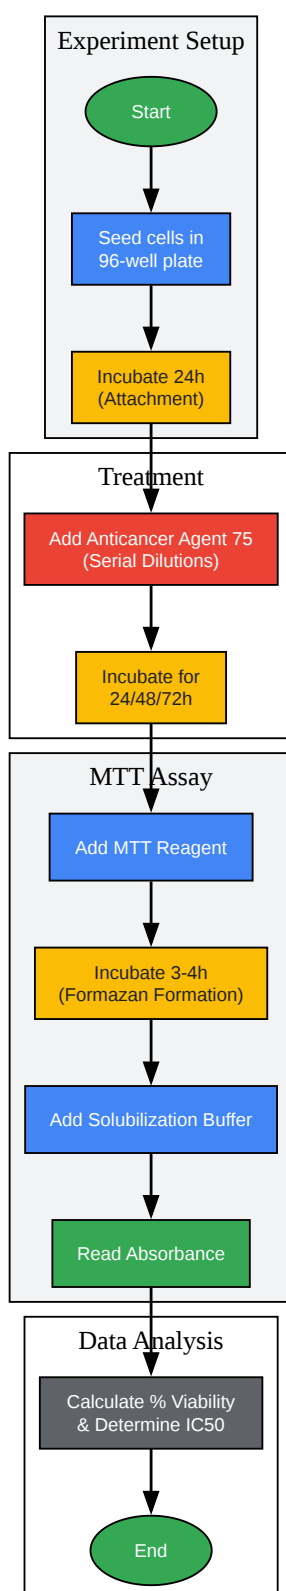 Experiment Setup
Start
Seed cells in
96-well plate
Incubate 24h
(Attachment)
Treatment
Add Anticancer Agent 75
(Serial Dilutions)
Incubate for
24/48/72h
MTT Assay
Add MTT Reagent
Incubate 3-4h
(Formazan Formation)
Add Solubilization Buffer
Read Absorbance
Data Analysis
Calculate % Viability
& Determine IC50
End